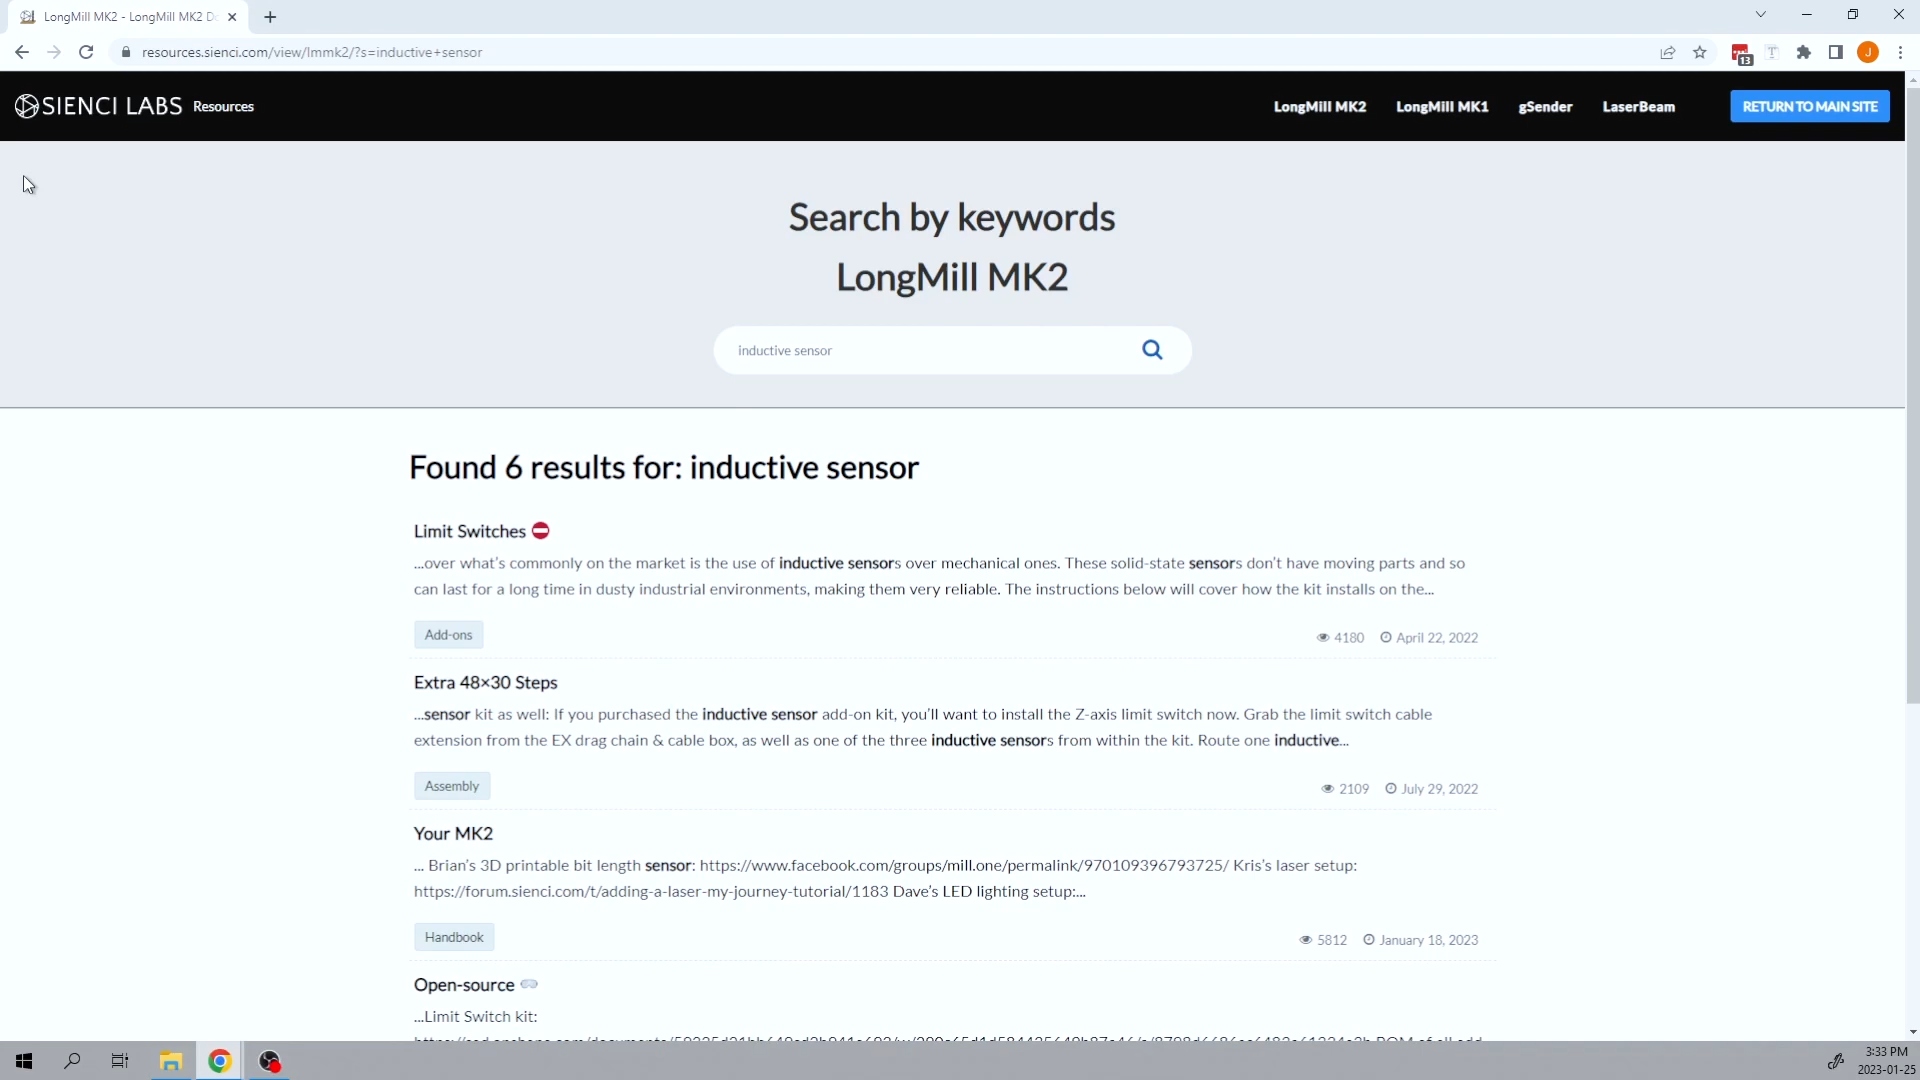 LongMill MK2 - LongMill MK2 Do
resources.sienci.com/view/lmmk2/?s=inductive+sensor
13
T
J
SIENCI LABS Resources
LongMill MK2
LongMill MK1
gSender
LaserBeam
RETURN TO MAIN SITE
Search by keywords
LongMill MK2
inductive sensor
Found 6 results for: inductive sensor
Limit Switches
...over what's commonly on the market is the use of inductive sensors over mechanical ones. These solid-state sensors don't have moving parts and so
can last for a long time in dusty industrial environments, making them very reliable. The instructions below will cover how the kit installs on the...
Add-ons
4180 April 22, 2022
Extra 48×30 Steps
...sensor kit as well: If you purchased the inductive sensor add-on kit, you'll want to install the Z-axis limit switch now. Grab the limit switch cable
extension from the EX drag chain & cable box, as well as one of the three inductive sensors from within the kit. Route one inductive...
Assembly
2109 July 29, 2022
Your MK2
... Brian's 3D printable bit length sensor: https://www.facebook.com/groups/mill.one/permalink/970109396793725/ Kris's laser setup:
https://forum.sienci.com/t/adding-a-laser-my-journey-tutorial/1183 Dave's LED lighting setup:...
Handbook
5812 January 18, 2023
Open-source
...Limit Switch kit:
3:33 PM
2023-01-25